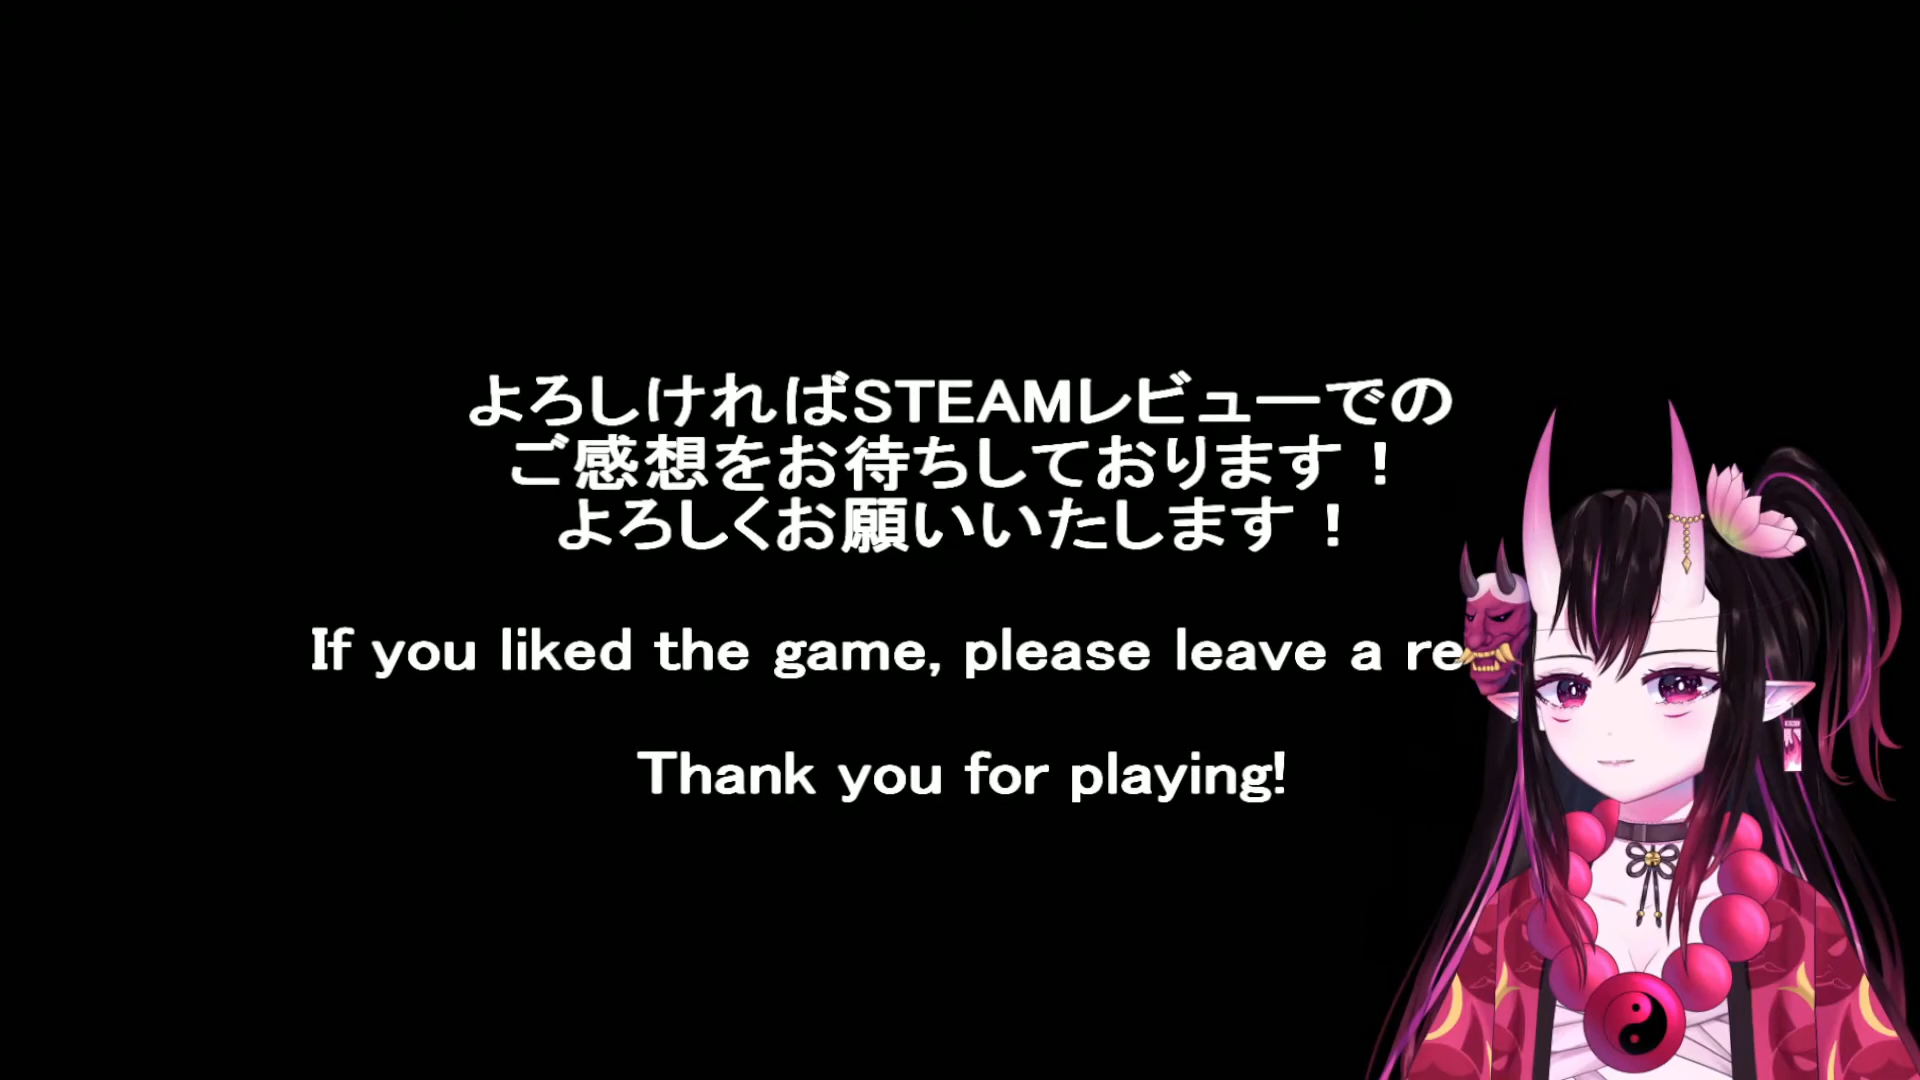 よろしければSTEAMレビューでの
ご感想をお待ちしております！
よろしくお願いいたします！
If you liked the game, please leave a re
Thank you for playing!